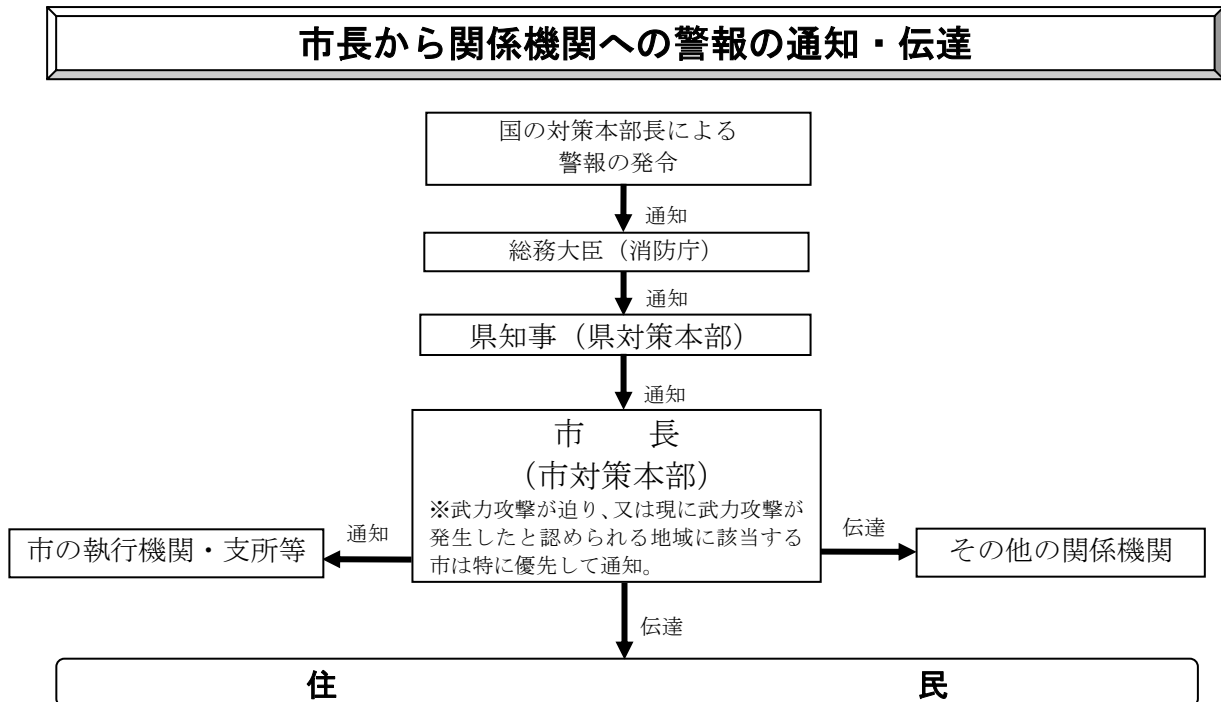 市長から関係機関への警報の通知・伝達
国の対策本部長による
警報の発令
通知
総務大臣（消防庁）
通知
県知事（県対策本部）
通知
市　　長
（市対策本部）
※武力攻撃が迫り、又は現に武力攻撃が
発生したと認められる地域に該当する
市は特に優先して通知。
通知
市の執行機関・支所等
伝達
その他の関係機関
伝達
住　　民